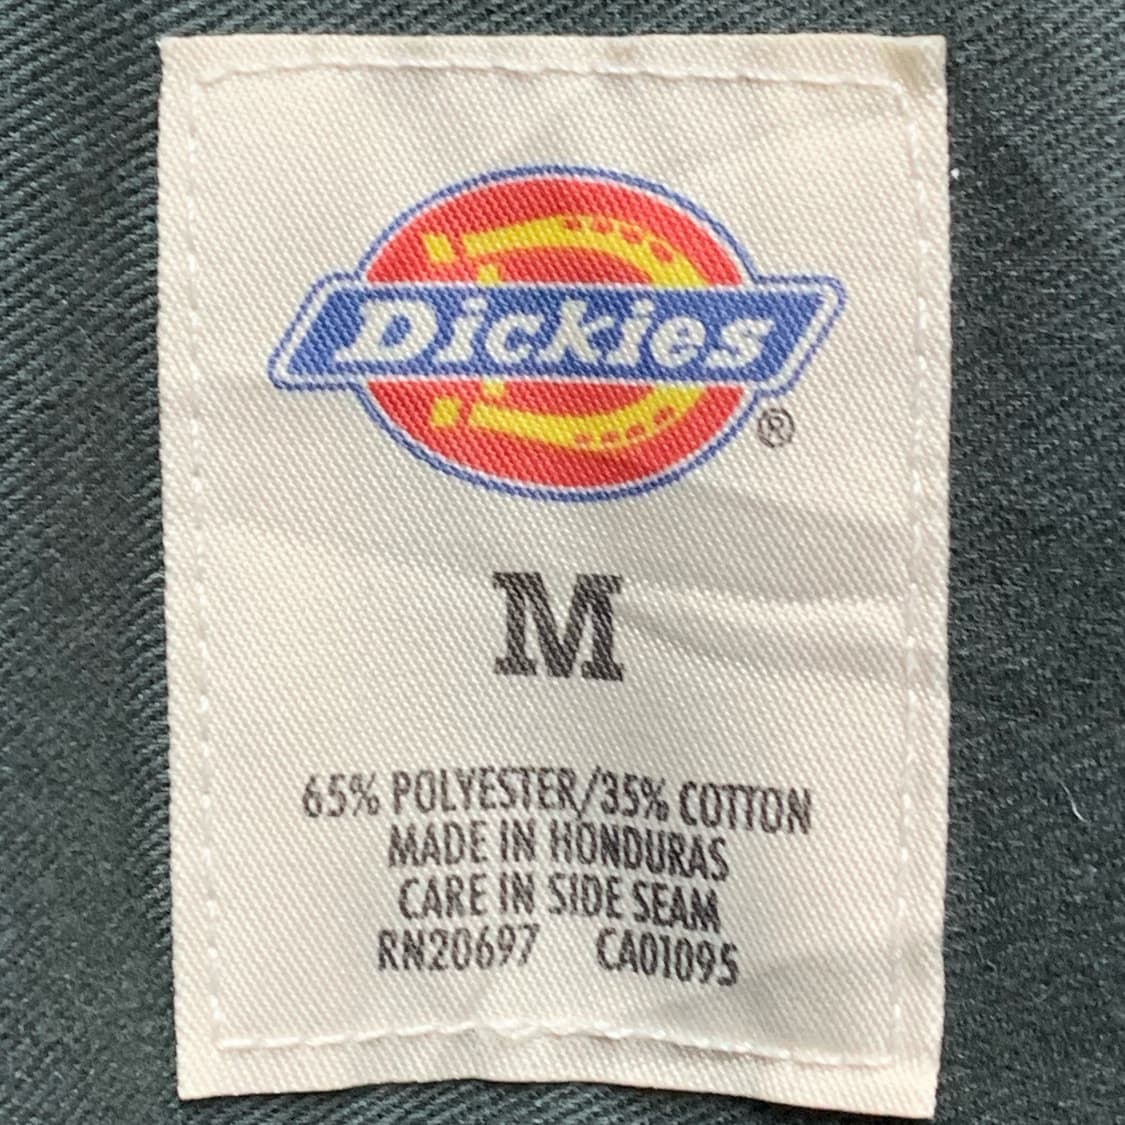 Dickies
®
M
65% POLYESTER/35% COTTON
MADE IN HONDURAS
CARE IN SIDE SEAM
RN20697 CA01095